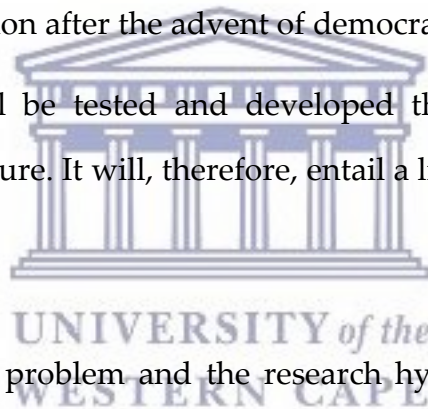 ion after the advent of democra
l be tested and developed th
ure. It will, therefore, entail a li
UNIVERSITY of the
problem and the research hy
WESTERN CAPE